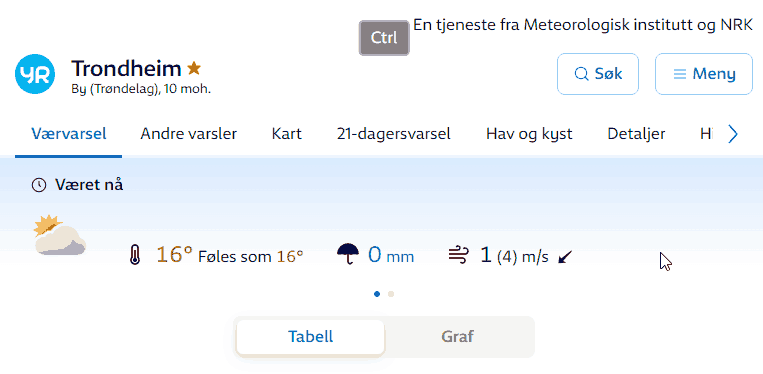 En tjeneste fra Meteorologisk institutt og NRK
Ctrl
YR
Trondheim
By (Trøndelag), 10 moh.
Søk
Meny
Værvarsel Andre varsler Kart 21-dagersvarsel Hav og kyst Detaljer H
Været nå
16° Føles som 16° 0 mm 1 (4) m/s
Tabell Graf